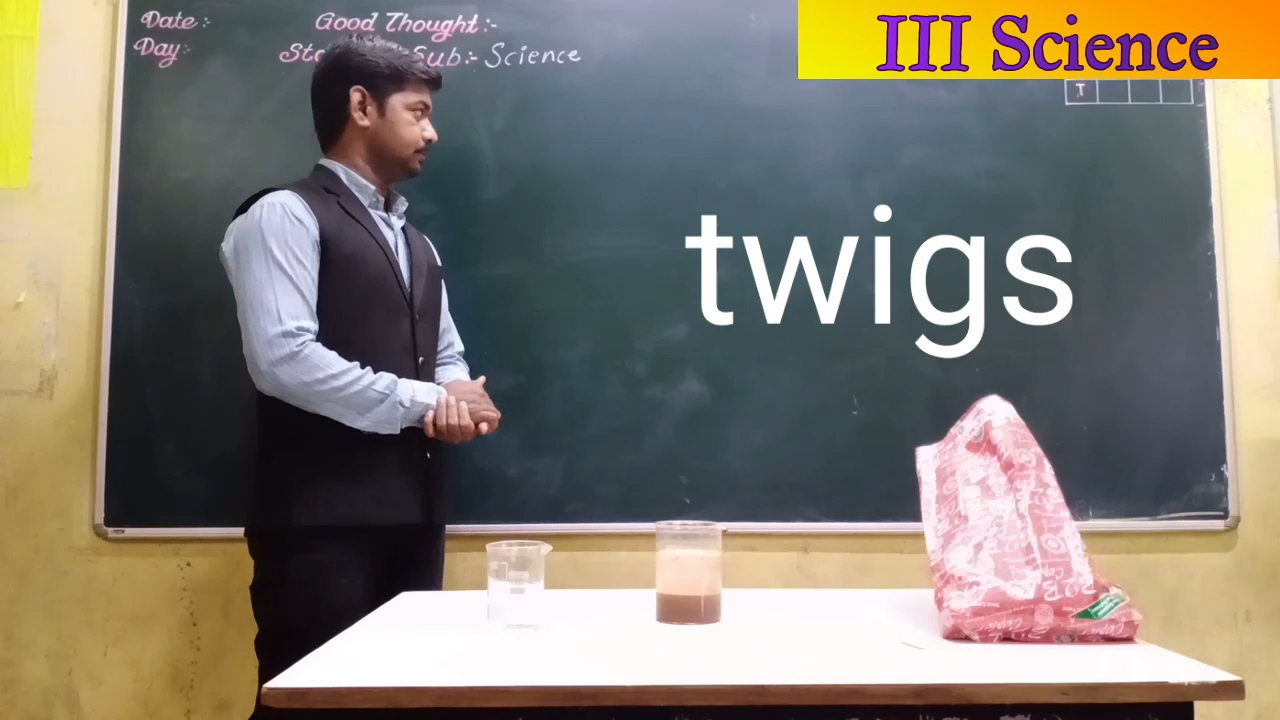 Date :-
Good Thought :-
III Science
Day:-
Sub:- Science
T
twigs